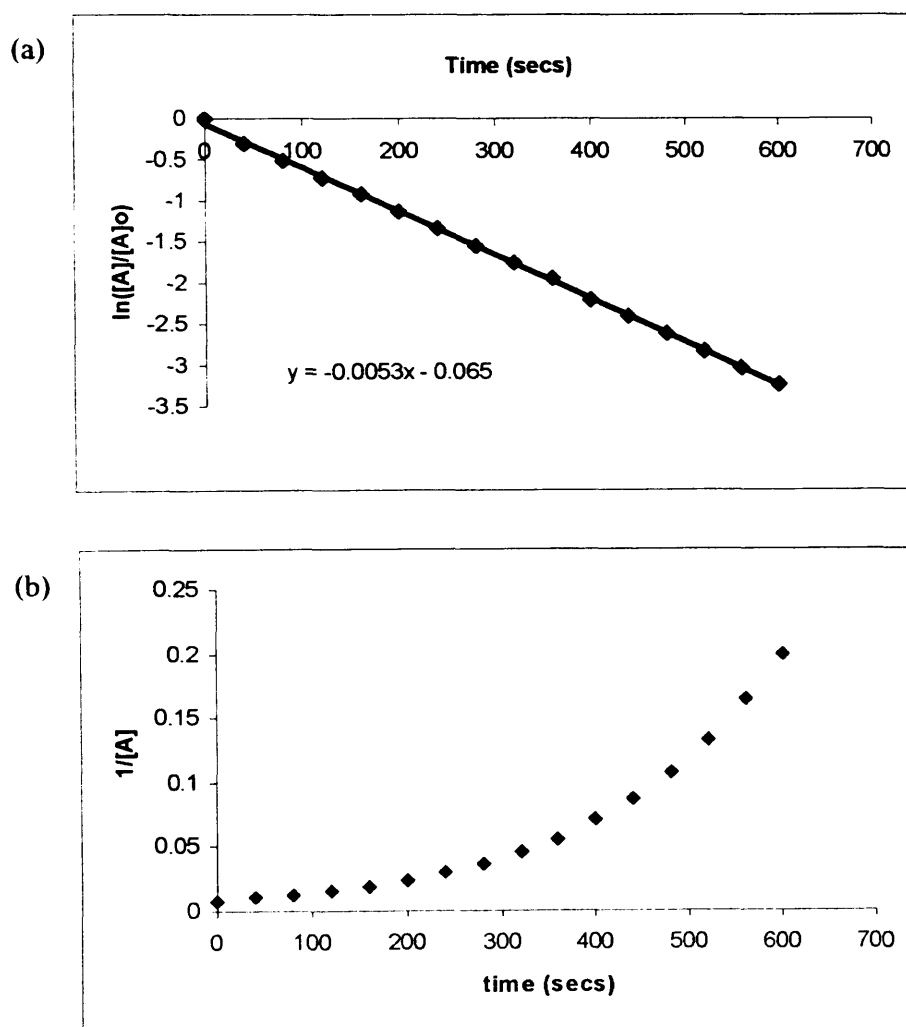 (a)
Time (secs)
0
0 100 200 300 400 500 600 700
-0.5
-1
-1.5
-2
-2.5
-3
-3.5
ln([A]/[A]o)
y = -0.0053x - 0.065
(b)
0.25
0.2
0.15
0.1
0.05
0
1/[A]
0 100 200 300 400 500 600 700
time (secs)